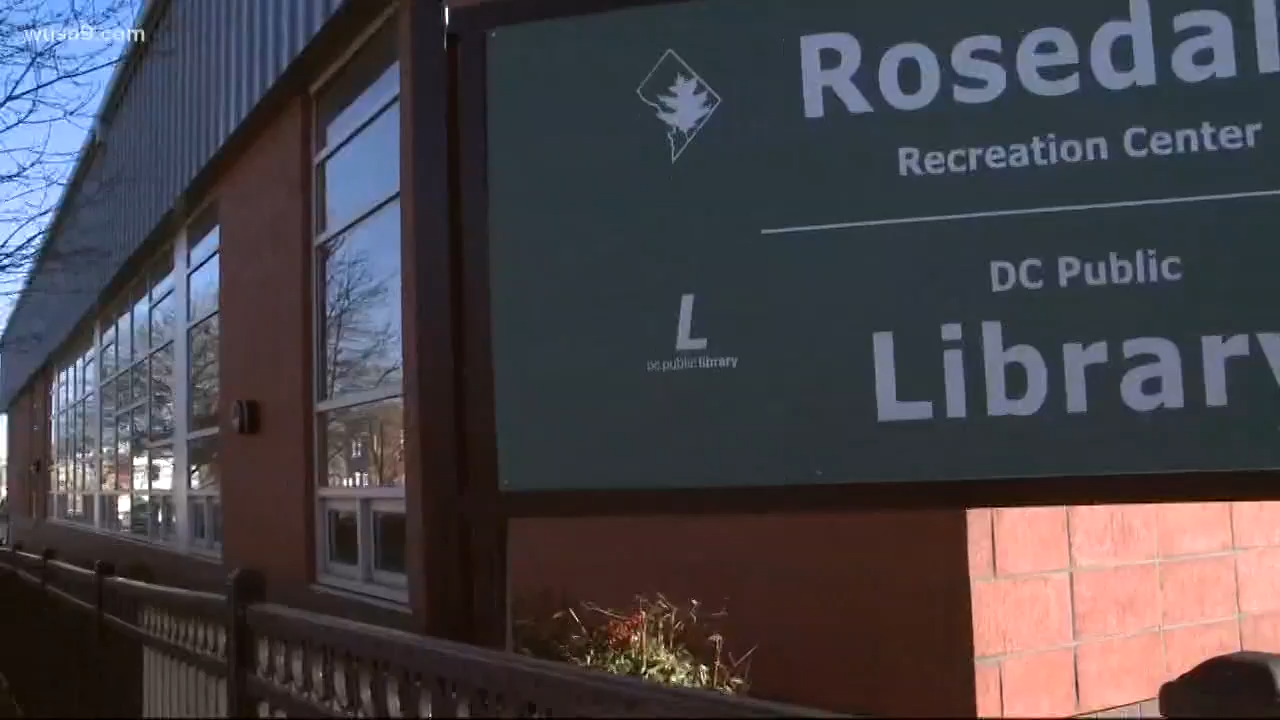 wusa9.com
Rosedal
Recreation Center
DC Public
Library
L
dc public library